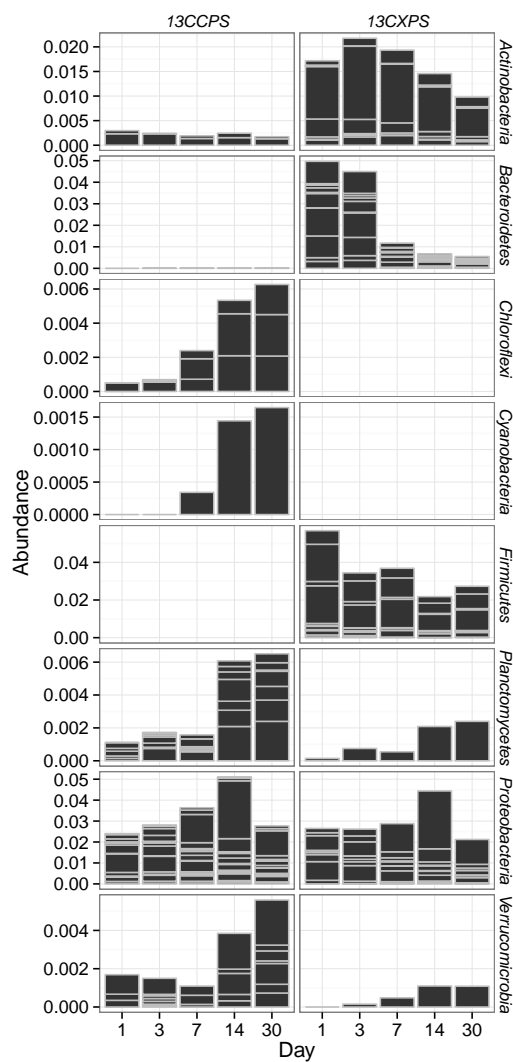 13CCPS 13CXPS
0.020
0.015
0.010
0.005
0.000
Actinobacteria
0.05
0.04
0.03
0.02
0.01
0.00
Bacteroidetes
0.006
0.004
0.002
0.000
Chloroflexi
0.0015
0.0010
0.0005
0.0000
Cyanobacteria
Abundance
0.04
0.02
0.00
Firmicutes
0.006
0.004
0.002
0.000
Planctomycetes
0.05
0.04
0.03
0.02
0.01
0.00
Proteobacteria
0.004
0.002
0.000
Verrucomicrobia
1 3 7 14 30 1 3 7 14 30
Day